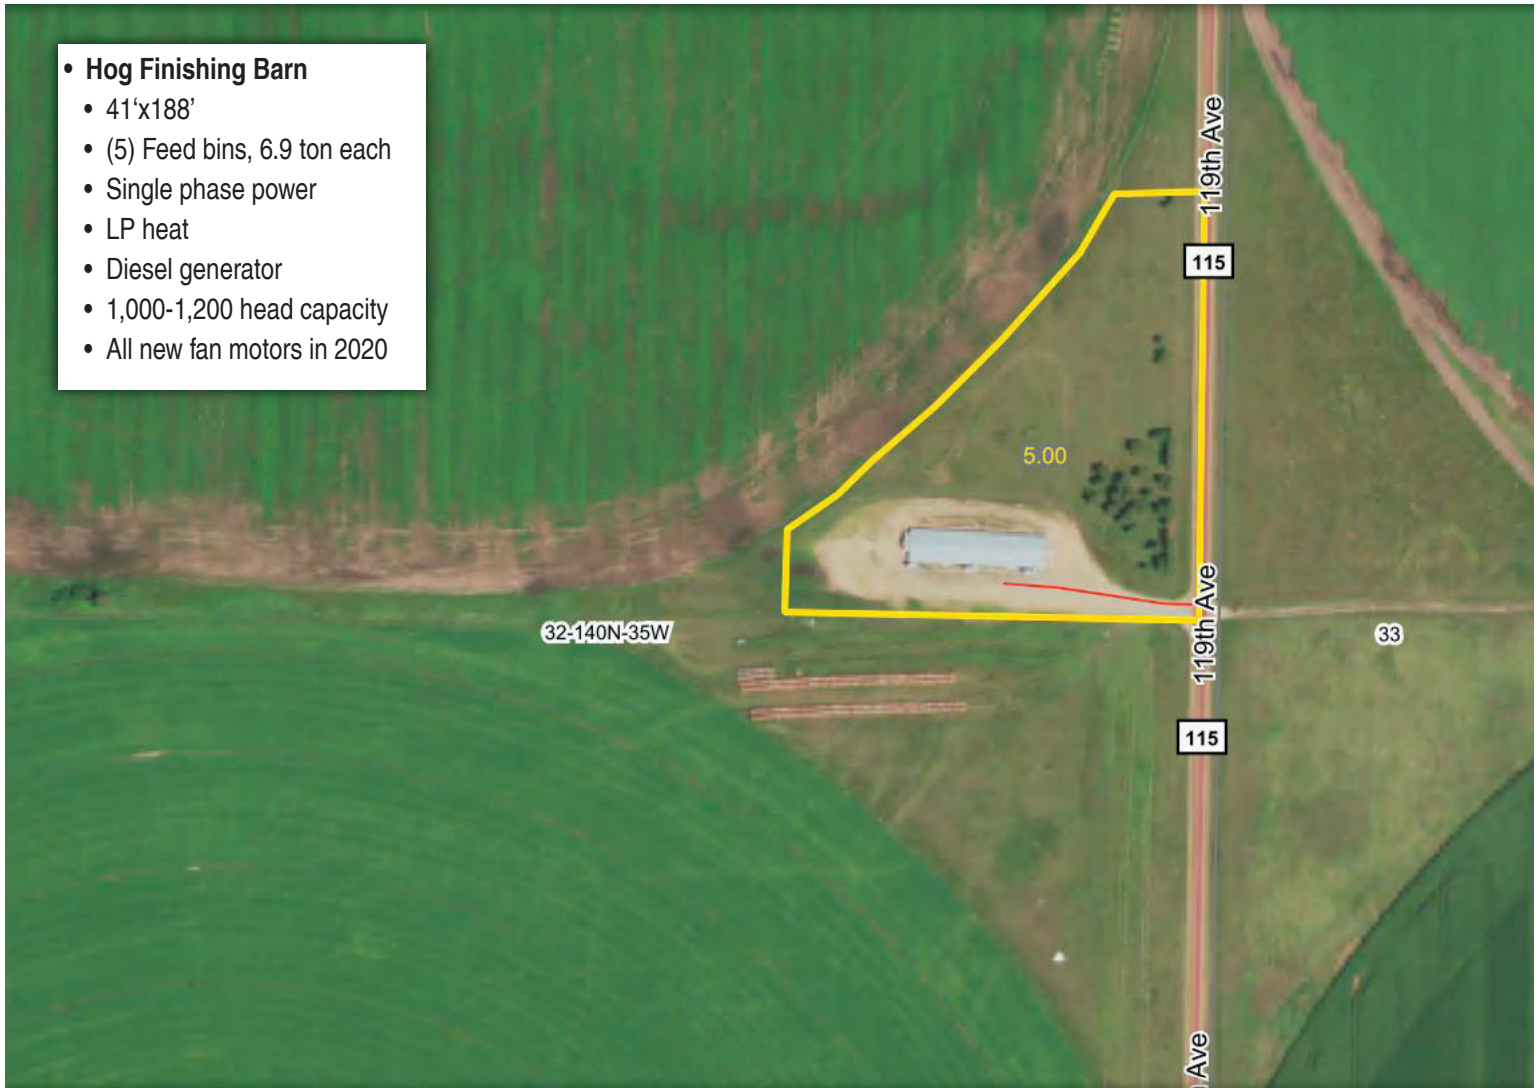 • Hog Finishing Barn
• 41‘x188’
• (5) Feed bins, 6.9 ton each
• Single phase power
• LP heat
• Diesel generator
• 1,000-1,200 head capacity
• All new fan motors in 2020
119th Ave
115
5.00
119th Ave
32-140N-35W
33
115
Ave